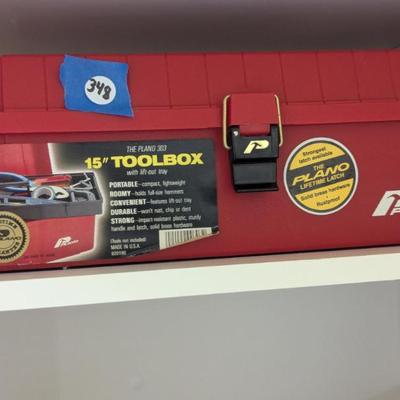 348
THE PLANO 303
15" TOOLBOX
with lift-out tray
PORTABLE-compact, lightweight
ROOMY-holds full-size hammers
CONVENIENT-features lift-out tray
DURABLE-won't rust, chip or dent
STRONG-impact-resistant plastic, sturdy
handle and latch, solid brass hardware
(Tools not included)
MADE IN U.S.A.
Strongest
latch available
THE
PLANO
LIFETIME LATCH
Solid brass hardware
Rustproof
PLANO